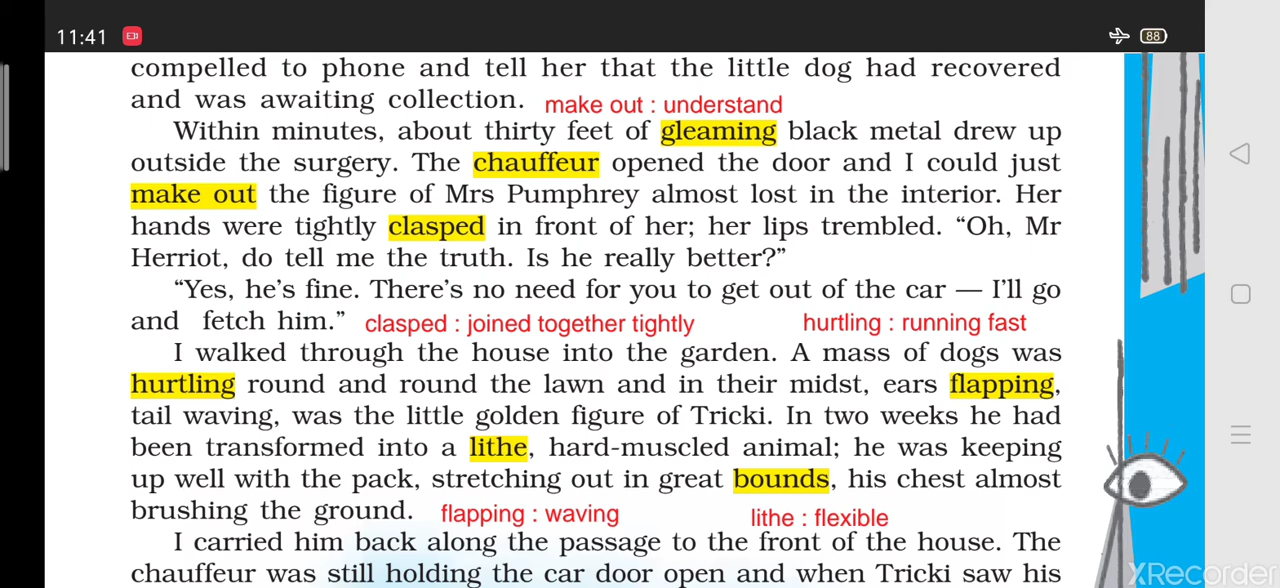 11:41
88
compelled to phone and tell her that the little dog had recovered
and was awaiting collection. make out : understand
Within minutes, about thirty feet of gleaming black metal drew up
outside the surgery. The chauffeur opened the door and I could just
make out the figure of Mrs Pumphrey almost lost in the interior. Her
hands were tightly clasped in front of her; her lips trembled. “Oh, Mr
Herriot, do tell me the truth. Is he really better?”
“Yes, he’s fine. There’s no need for you to get out of the car — I’ll go
and fetch him.” clasped : joined together tightly hurtling : running fast
I walked through the house into the garden. A mass of dogs was
hurtling round and round the lawn and in their midst, ears flapping,
tail waving, was the little golden figure of Tricki. In two weeks he had
been transformed into a lithe, hard-muscled animal; he was keeping
up well with the pack, stretching out in great bounds, his chest almost
brushing the ground. flapping : waving lithe : flexible
I carried him back along the passage to the front of the house. The
chauffeur was still holding the car door open and when Tricki saw his
XRecorder